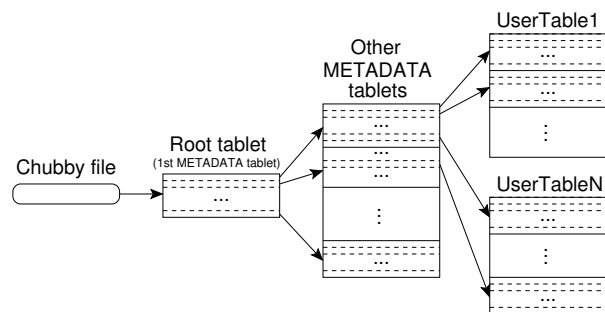 UserTable1
Other
METADATA
tablets
Root tablet
(1st METADATA tablet)
Chubby file
UserTableN
...
...
...
...
...
...
...
...
...
...
...
...
...